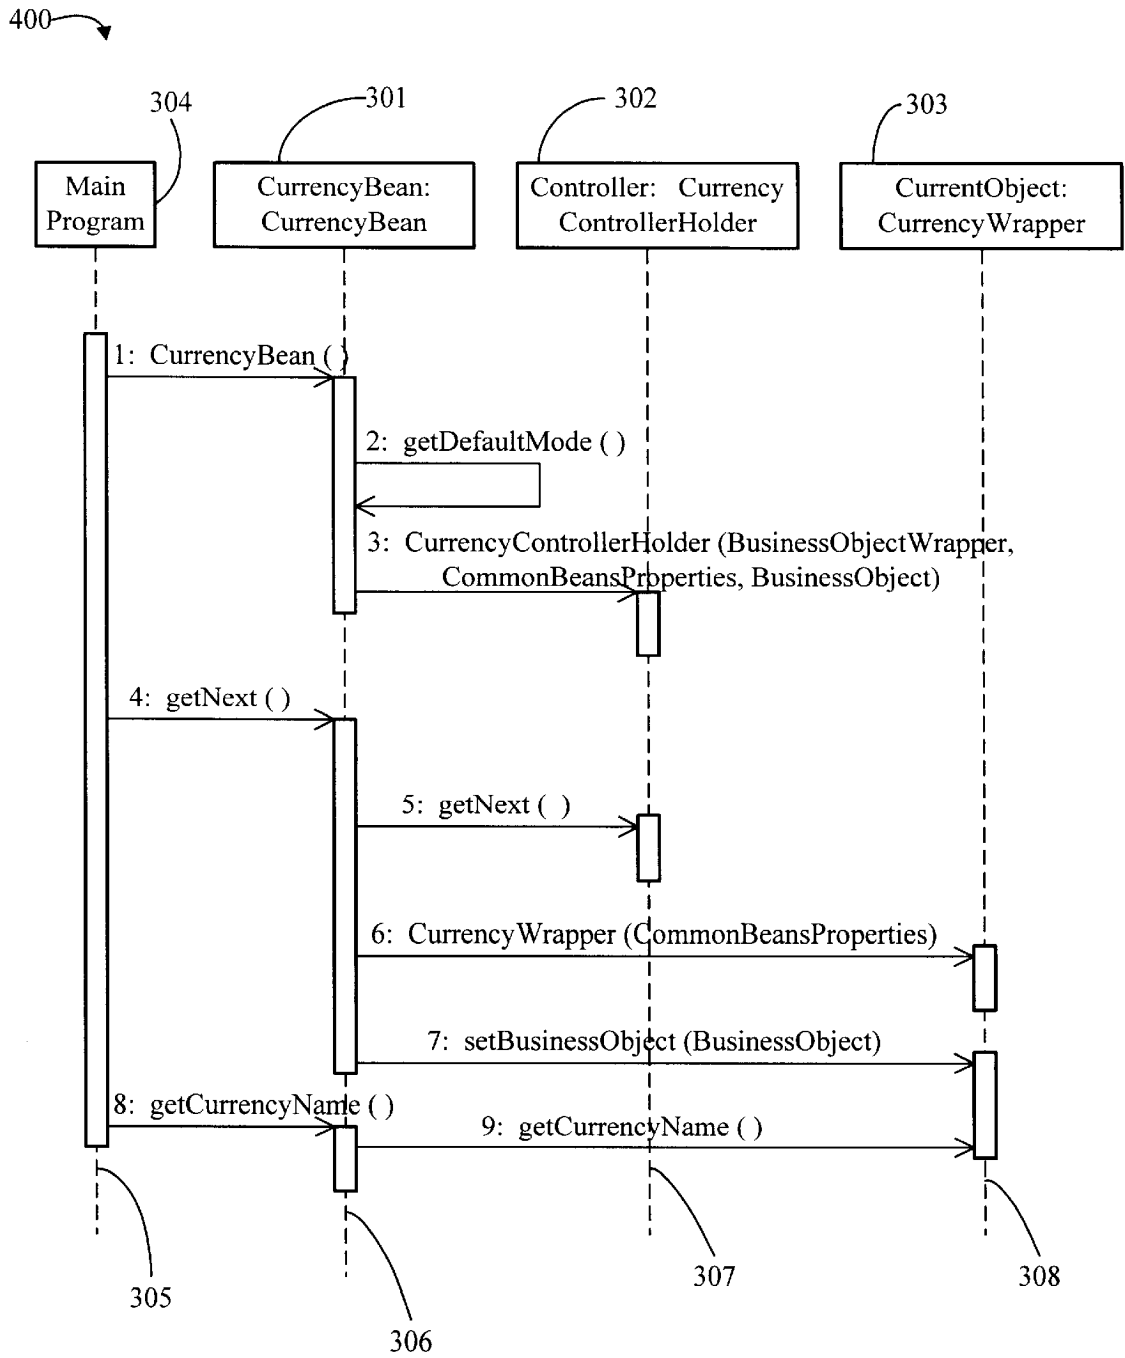 400
304
301
302
303
Main
Program
CurrencyBean:
CurrencyBean
Controller: Currency
ControllerHolder
CurrentObject:
CurrencyWrapper
1: CurrencyBean ( )
2: getDefaultMode ( )
3: CurrencyControllerHolder (BusinessObjectWrapper,
CommonBeansProperties, BusinessObject)
4: getNext ( )
5: getNext ( )
6: CurrencyWrapper (CommonBeansProperties)
7: setBusinessObject (BusinessObject)
8: getCurrencyName ( )
9: getCurrencyName ( )
305
306
307
308